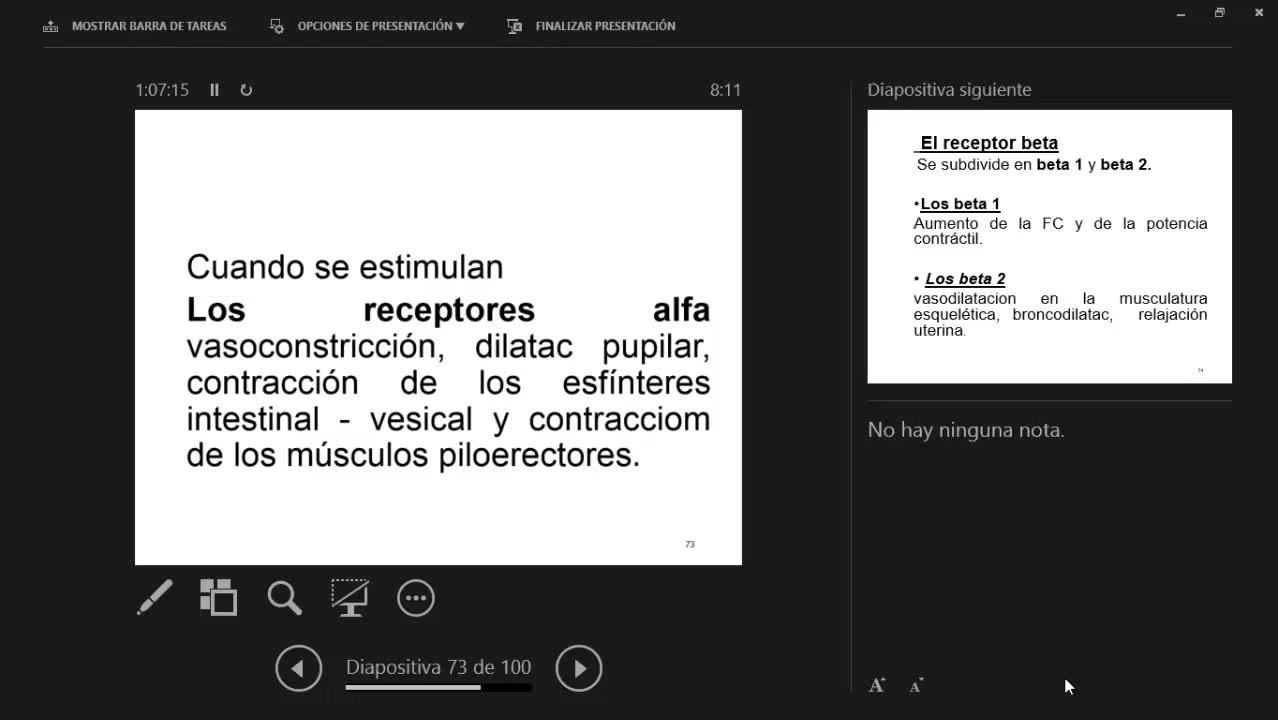 MOSTRAR BARRA DE TAREAS
OPCIONES DE PRESENTACIÓN
FINALIZAR PRESENTACIÓN
1:07:15
8:11
Cuando se estimulan
Los receptores alfa
vasoconstricción, dilatac pupilar,
contracción de los esfínteres
intestinal - vesical y contracciom
de los músculos piloerectores.
73
Diapositiva 73 de 100
Diapositiva siguiente
El receptor beta
Se subdivide en beta 1 y beta 2.
•Los beta 1
Aumento de la FC y de la potencia
contráctil.
• Los beta 2
vasodilatacion en la musculatura
esquelética, broncodilatac, relajación
uterina.
74
No hay ninguna nota.
A A